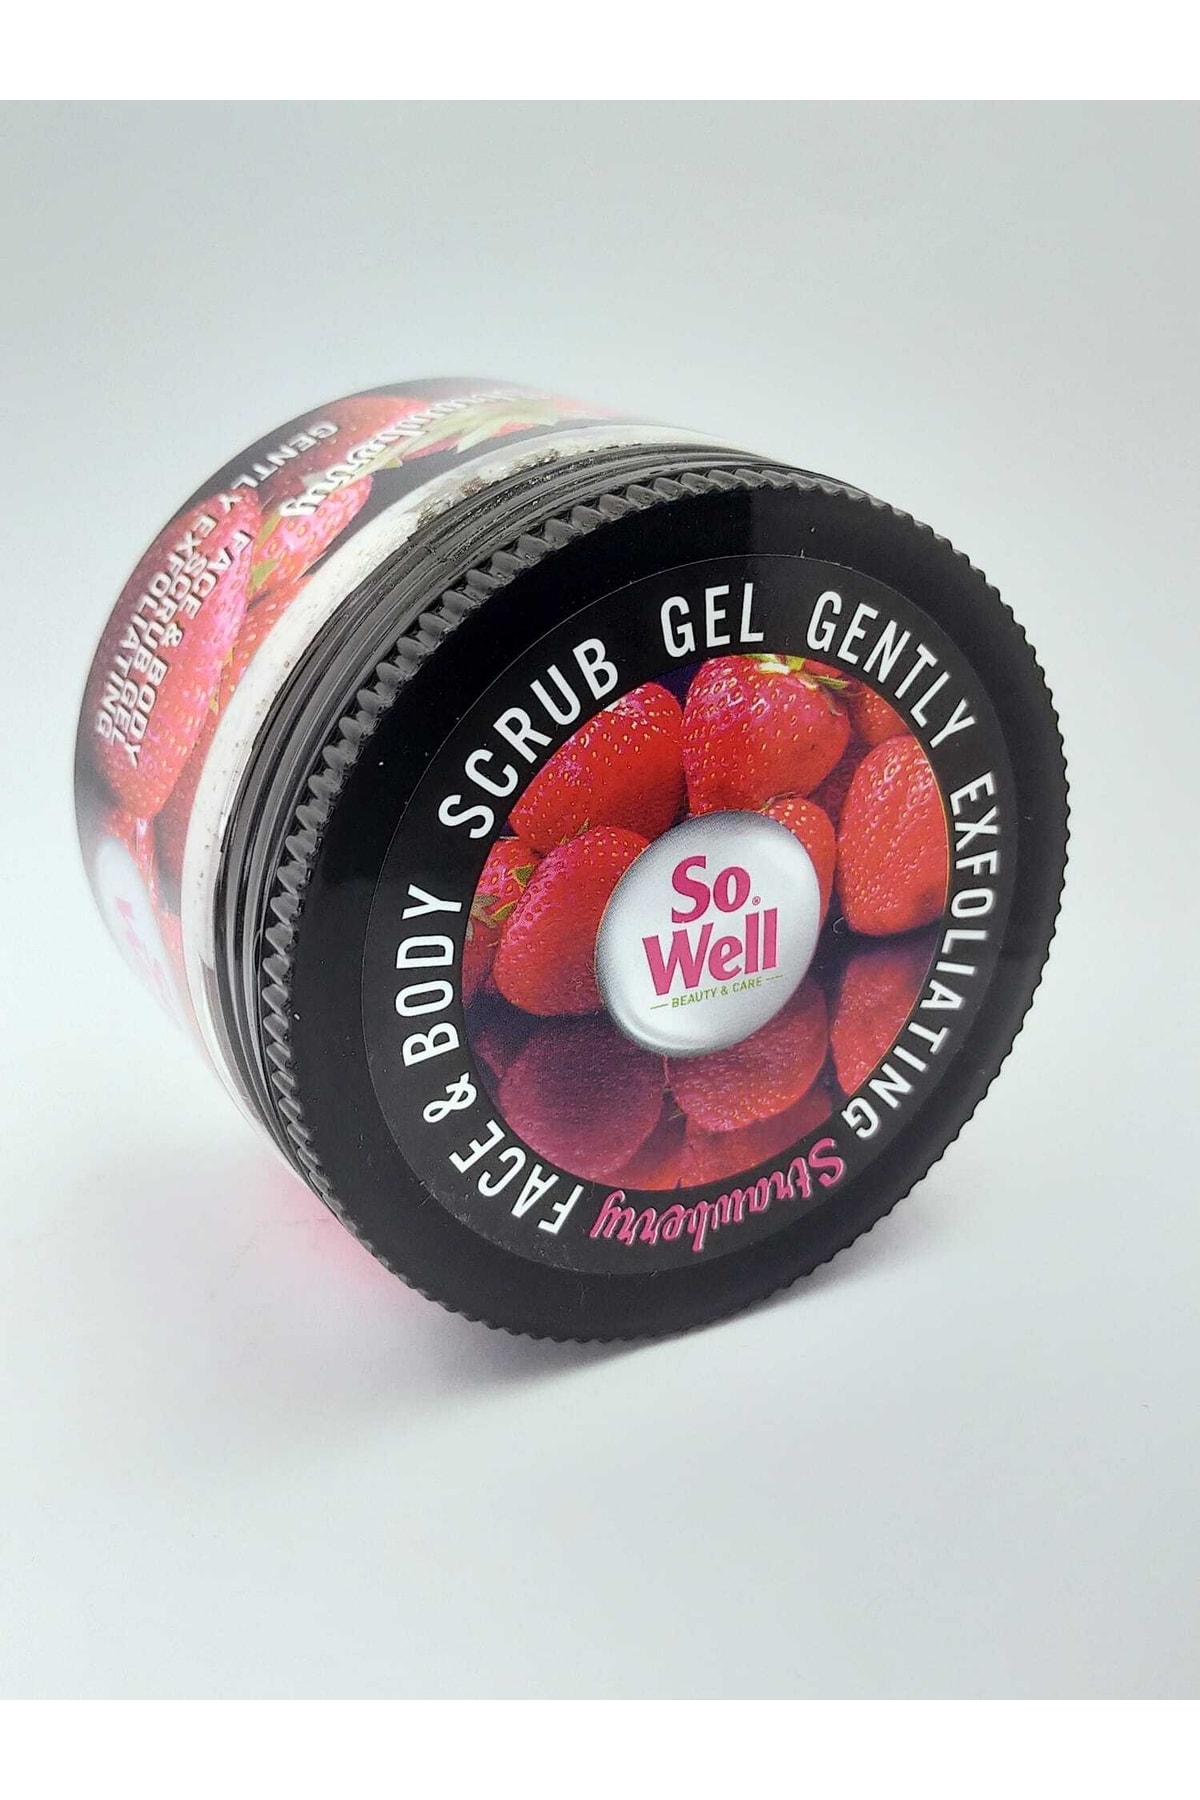 FACE & BODY SCRUB GEL GENTLY EXFOLIATING
Strawberry
So.®
Well
BEAUTY & CARE
Strawberry
FACE & BODY
SCRUB GEL
GENTLY EXFOLIATING